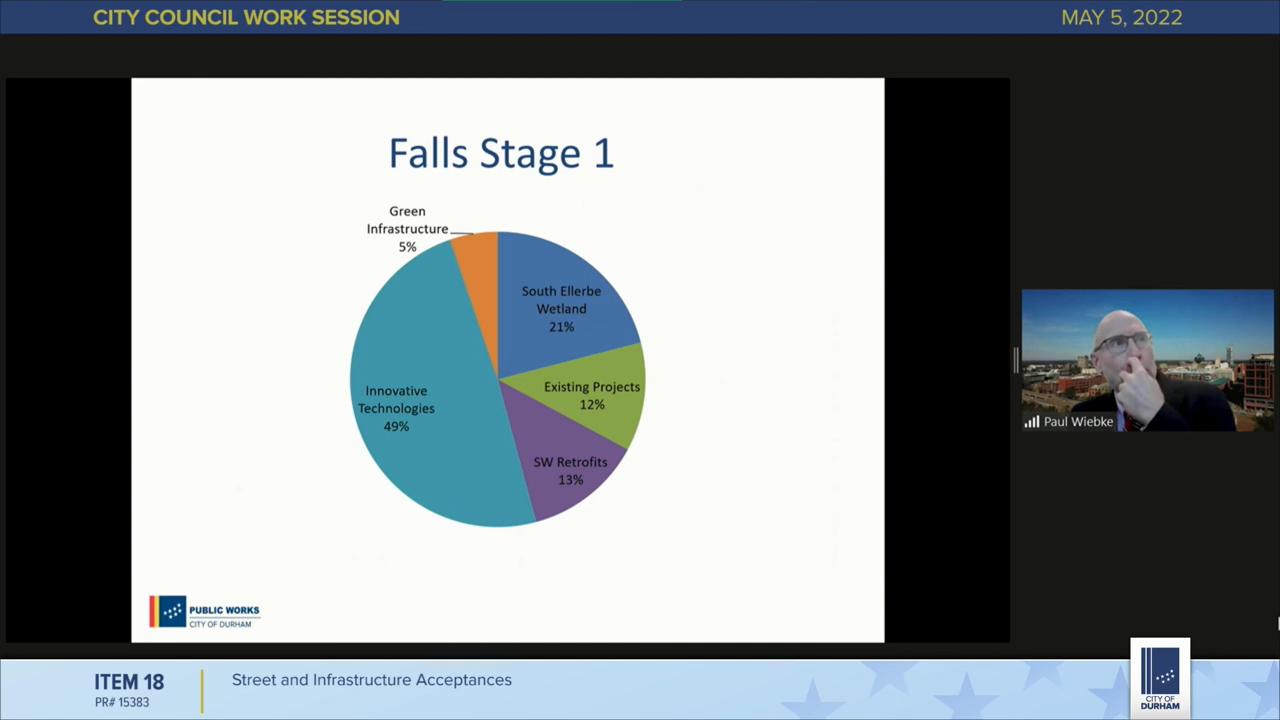 CITY COUNCIL WORK SESSION
MAY 5, 2022
Falls Stage 1
Green
Infrastructure
5%
South Ellerbe
Wetland
21%
Existing Projects
12%
SW Retrofits
13%
Innovative
Technologies
49%
Paul Wiebke
PUBLIC WORKS
CITY OF DURHAM
ITEM 18
PR# 15383
Street and Infrastructure Acceptances
CITY OF
DURHAM